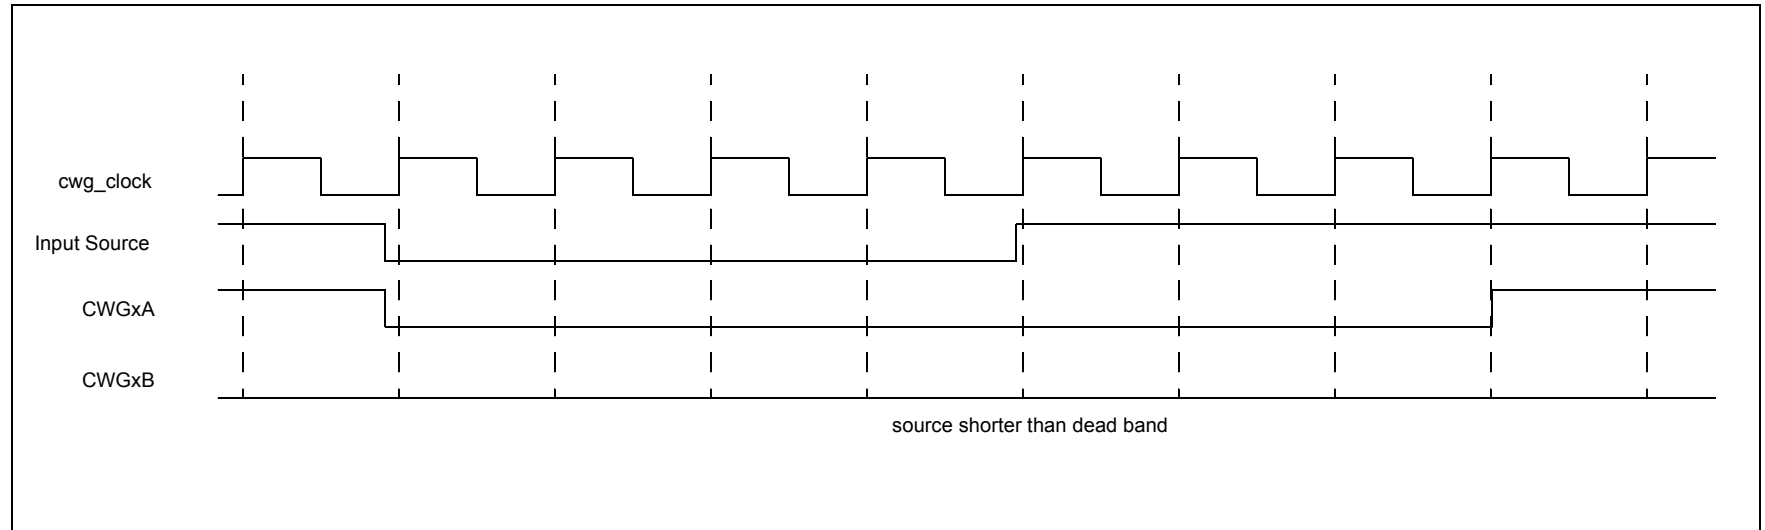 cwg_clock
Input Source
CWGxA
CWGxB
source shorter than dead band